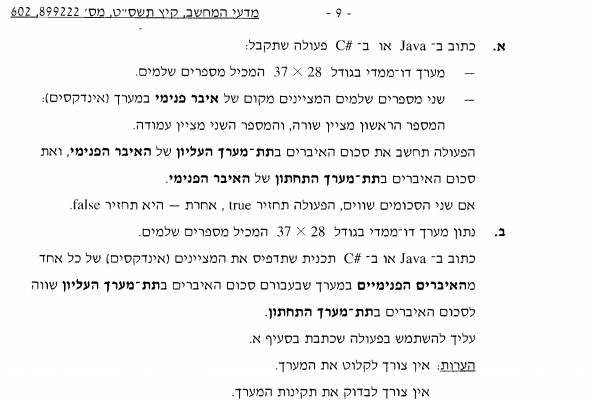 - 9 - מדעי המחשב, קיץ תשס"ט, מס' 899222, 602
א. כתוב ב־ Java או ב־ C# פעולה שתקבל:
— מערך דו־ממדי בגודל 28 × 37 המכיל מספרים שלמים.
— שני מספרים שלמים המציינים מקום של איבר פנימי במערך (אינדקסים):
המספר הראשון מציין שורה, והמספר השני מציין עמודה.
הפעולה תחשב את סכום האיברים בתת־מערך העליון של האיבר הפנימי, ואת
סכום האיברים בתת־מערך התחתון של האיבר הפנימי.
אם שני הסכומים שווים, הפעולה תחזיר true , אחרת — היא תחזיר false.
ב. נתון מערך דו־ממדי בגודל 28 × 37 המכיל מספרים שלמים.
כתוב ב־ Java או ב־ C# תכנית שתדפיס את המציינים (אינדקסים) של כל אחד
מהאיברים הפנימיים במערך שבעבורם סכום האיברים בתת־מערך העליון שווה
לסכום האיברים בתת־מערך התחתון.
עליך להשתמש בפעולה שכתבת בסעיף א.
הערות: אין צורך לקלוט את המערך.
אין צורך לבדוק את תקינות המערך.